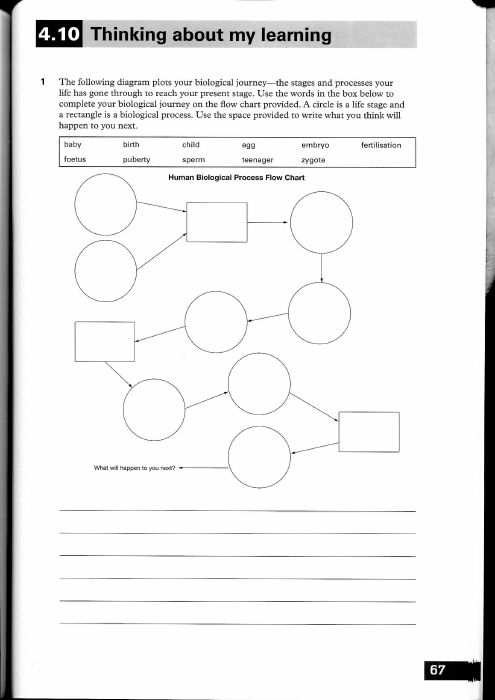 4.10 Thinking about my learning
1 The following diagram plots your biological journey—the stages and processes your
life has gone through to reach your present stage. Use the words in the box below to
complete your biological journey on the flow chart provided. A circle is a life stage and
a rectangle is a biological process. Use the space provided to write what you think will
happen to you next.
baby birth child egg embryo fertilisation
foetus puberty sperm teenager zygote
Human Biological Process Flow Chart
What will happen to you next?
67